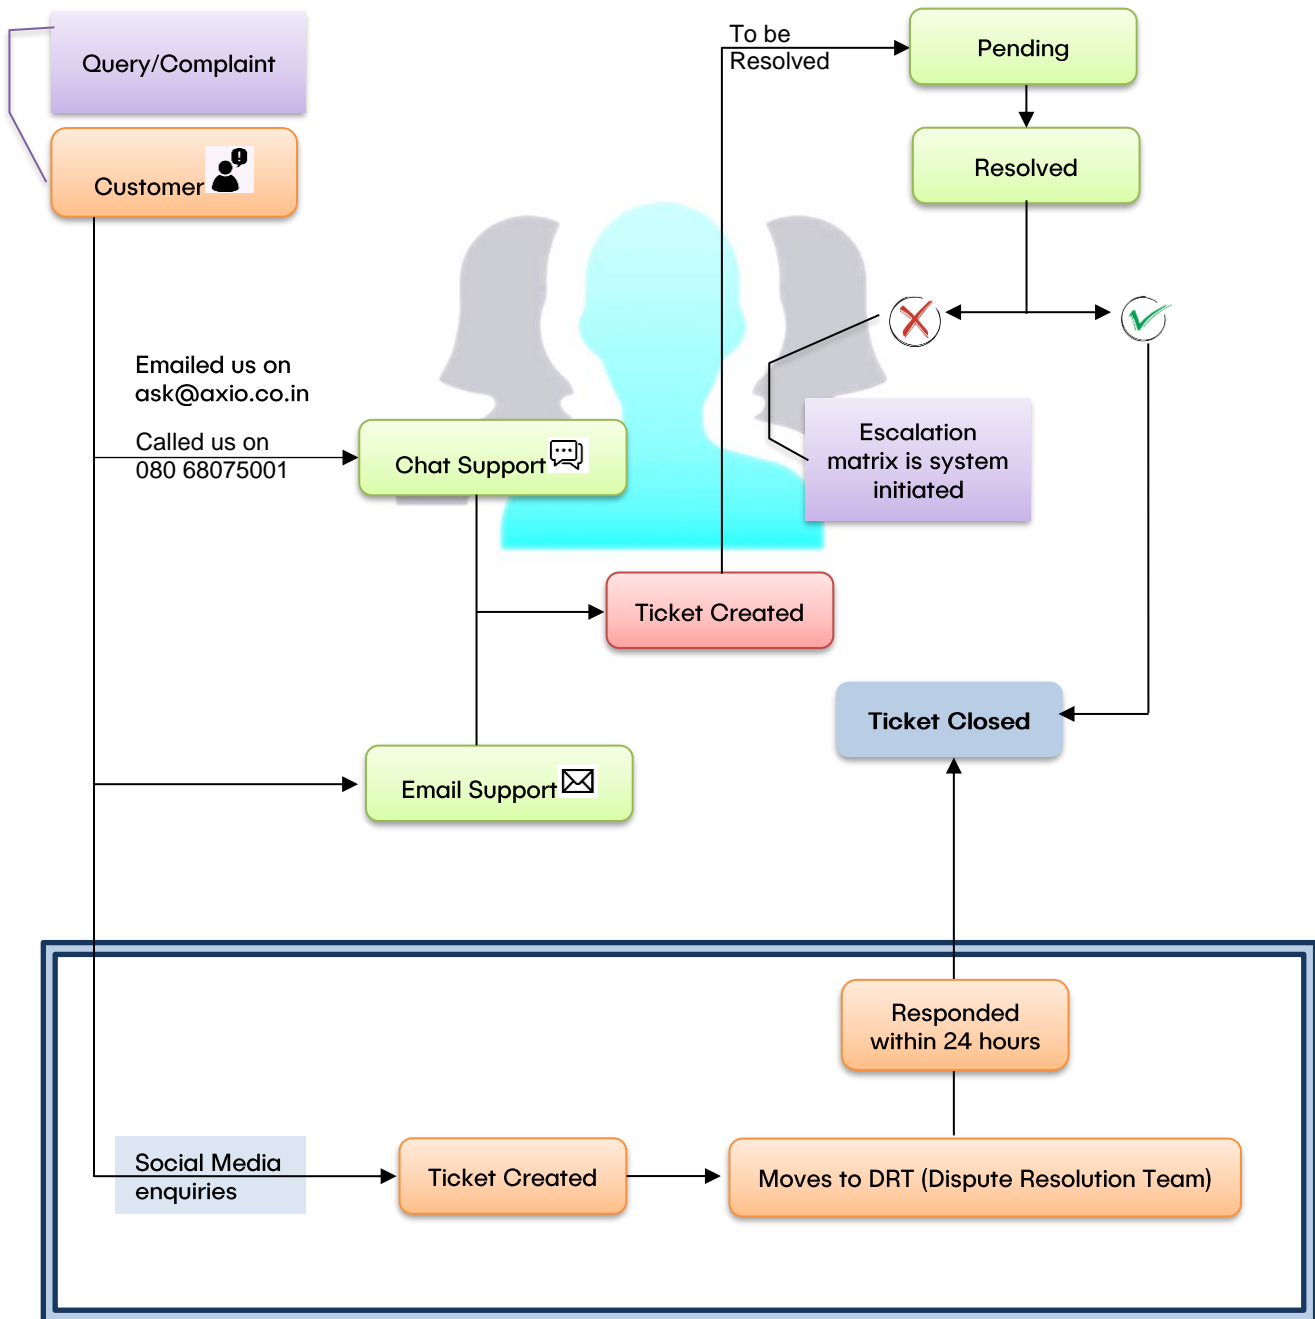 Query/Complaint
Customer
To be
Resolved
Pending
Resolved
Emailed us on
ask@axio.co.in
Called us on
080 68075001
Chat Support
Escalation
matrix is system
initiated
Ticket Created
Ticket Closed
Email Support
Responded
within 24 hours
Social Media
enquiries
Ticket Created
Moves to DRT (Dispute Resolution Team)